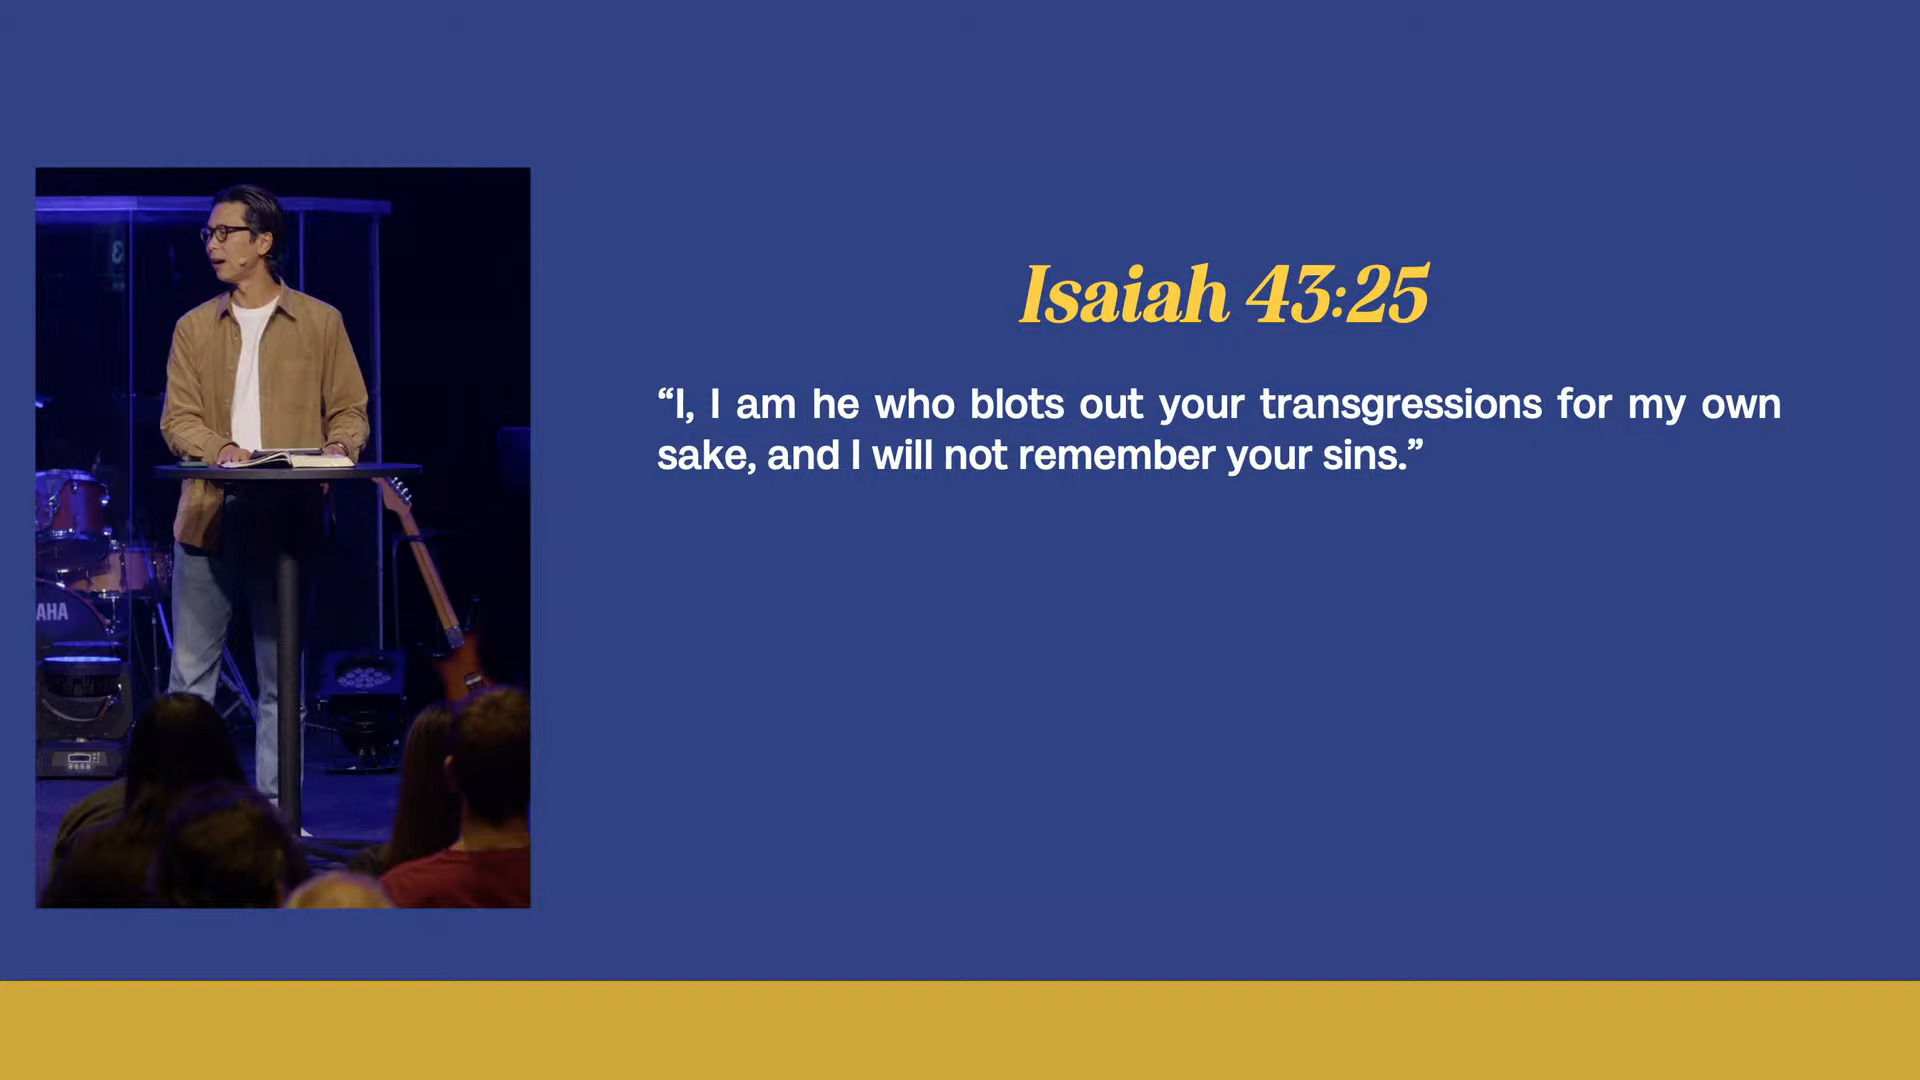 Isaiah 43:25
“I, I am he who blots out your transgressions for my own
sake, and I will not remember your sins.”
AHA